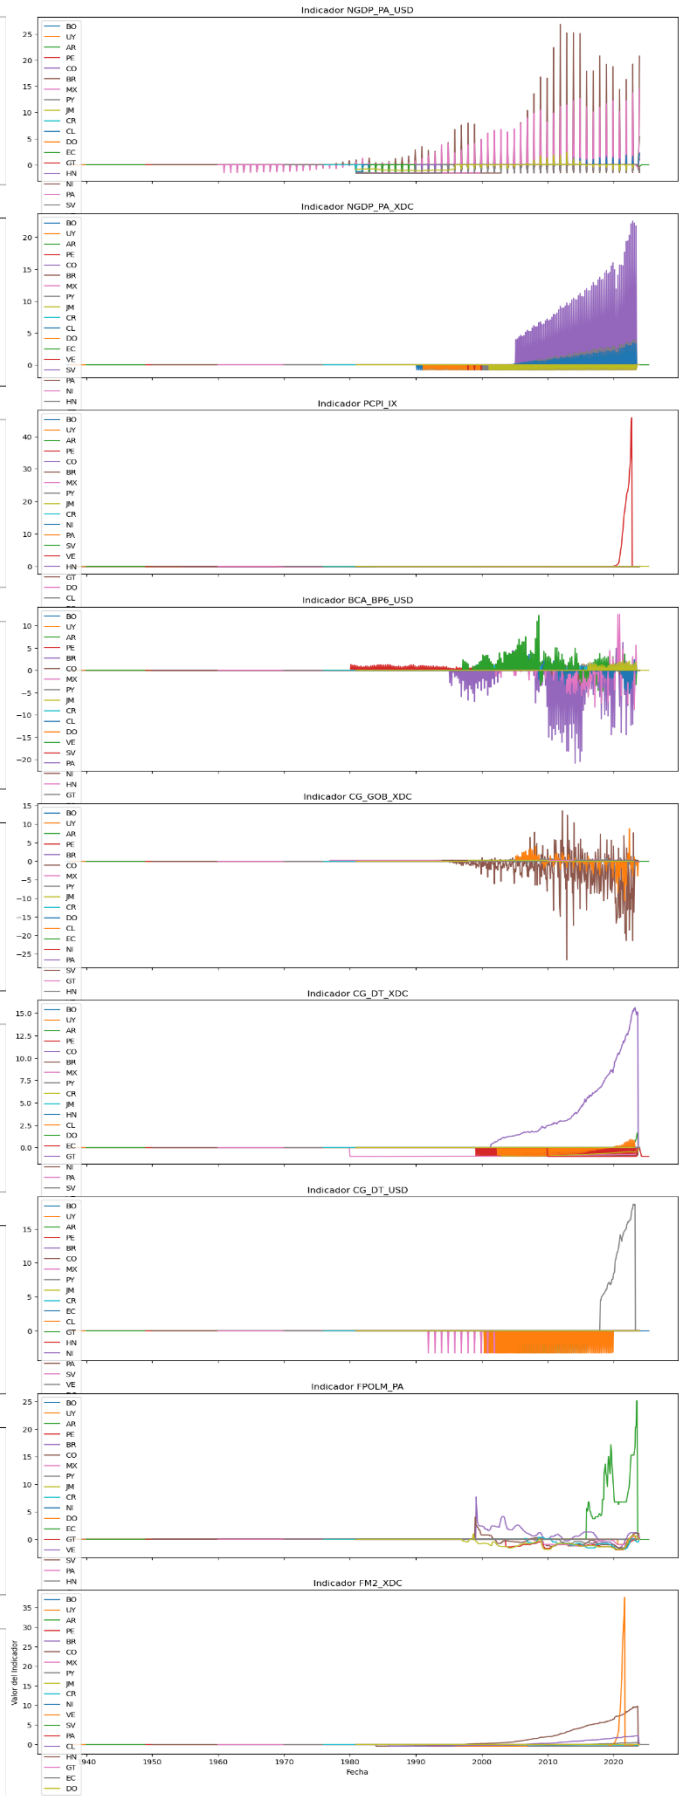 Indicador NGDP_PA_USD
25
20
15
10
5
0
BO
UY
AR
PE
CO
BR
MX
PY
JM
CR
CL
DO
EC
GT
HN
NI
PA
SV
Indicador NGDP_PA_XDC
20
15
10
5
0
BO
UY
AR
PE
CO
BR
MX
PY
JM
CR
CL
DO
EC
VE
SV
PA
NI
HN
Indicador PCPI_IX
40
30
20
10
0
BO
UY
AR
PE
CO
BR
MX
PY
JM
CR
NI
PA
SV
VE
HN
GT
DO
CL
Indicador BCA_BP6_USD
10
5
0
−5
−10
−15
−20
BO
UY
AR
PE
BR
CO
MX
PY
JM
CR
CL
DO
VE
SV
PA
NI
HN
GT
Indicador CG_GOB_XDC
15
10
5
0
−5
−10
−15
−20
−25
BO
UY
AR
PE
BR
CO
MX
PY
JM
CR
DO
CL
EC
NI
PA
SV
GT
HN
Indicador CG_DT_XDC
15.0
12.5
10.0
7.5
5.0
2.5
0.0
BO
UY
AR
PE
CO
BR
MX
PY
CR
JM
HN
CL
DO
EC
GT
NI
PA
SV
Indicador CG_DT_USD
15
10
5
0
BO
UY
AR
PE
BR
CO
MX
PY
JM
CR
EC
CL
GT
HN
NI
PA
SV
VE
Indicador FPOLM_PA
25
20
15
10
5
0
BO
UY
AR
PE
BR
CO
MX
PY
JM
CR
NI
DO
EC
GT
VE
SV
PA
HN
Indicador FM2_XDC
Valor del Indicador
35
30
25
20
15
10
5
0
BO
UY
AR
PE
BR
CO
MX
PY
JM
CR
NI
VE
SV
PA
CL
HN
GT
EC
DO
940 1950 1960 1970 1980 1990 2000 2010 2020
Fecha